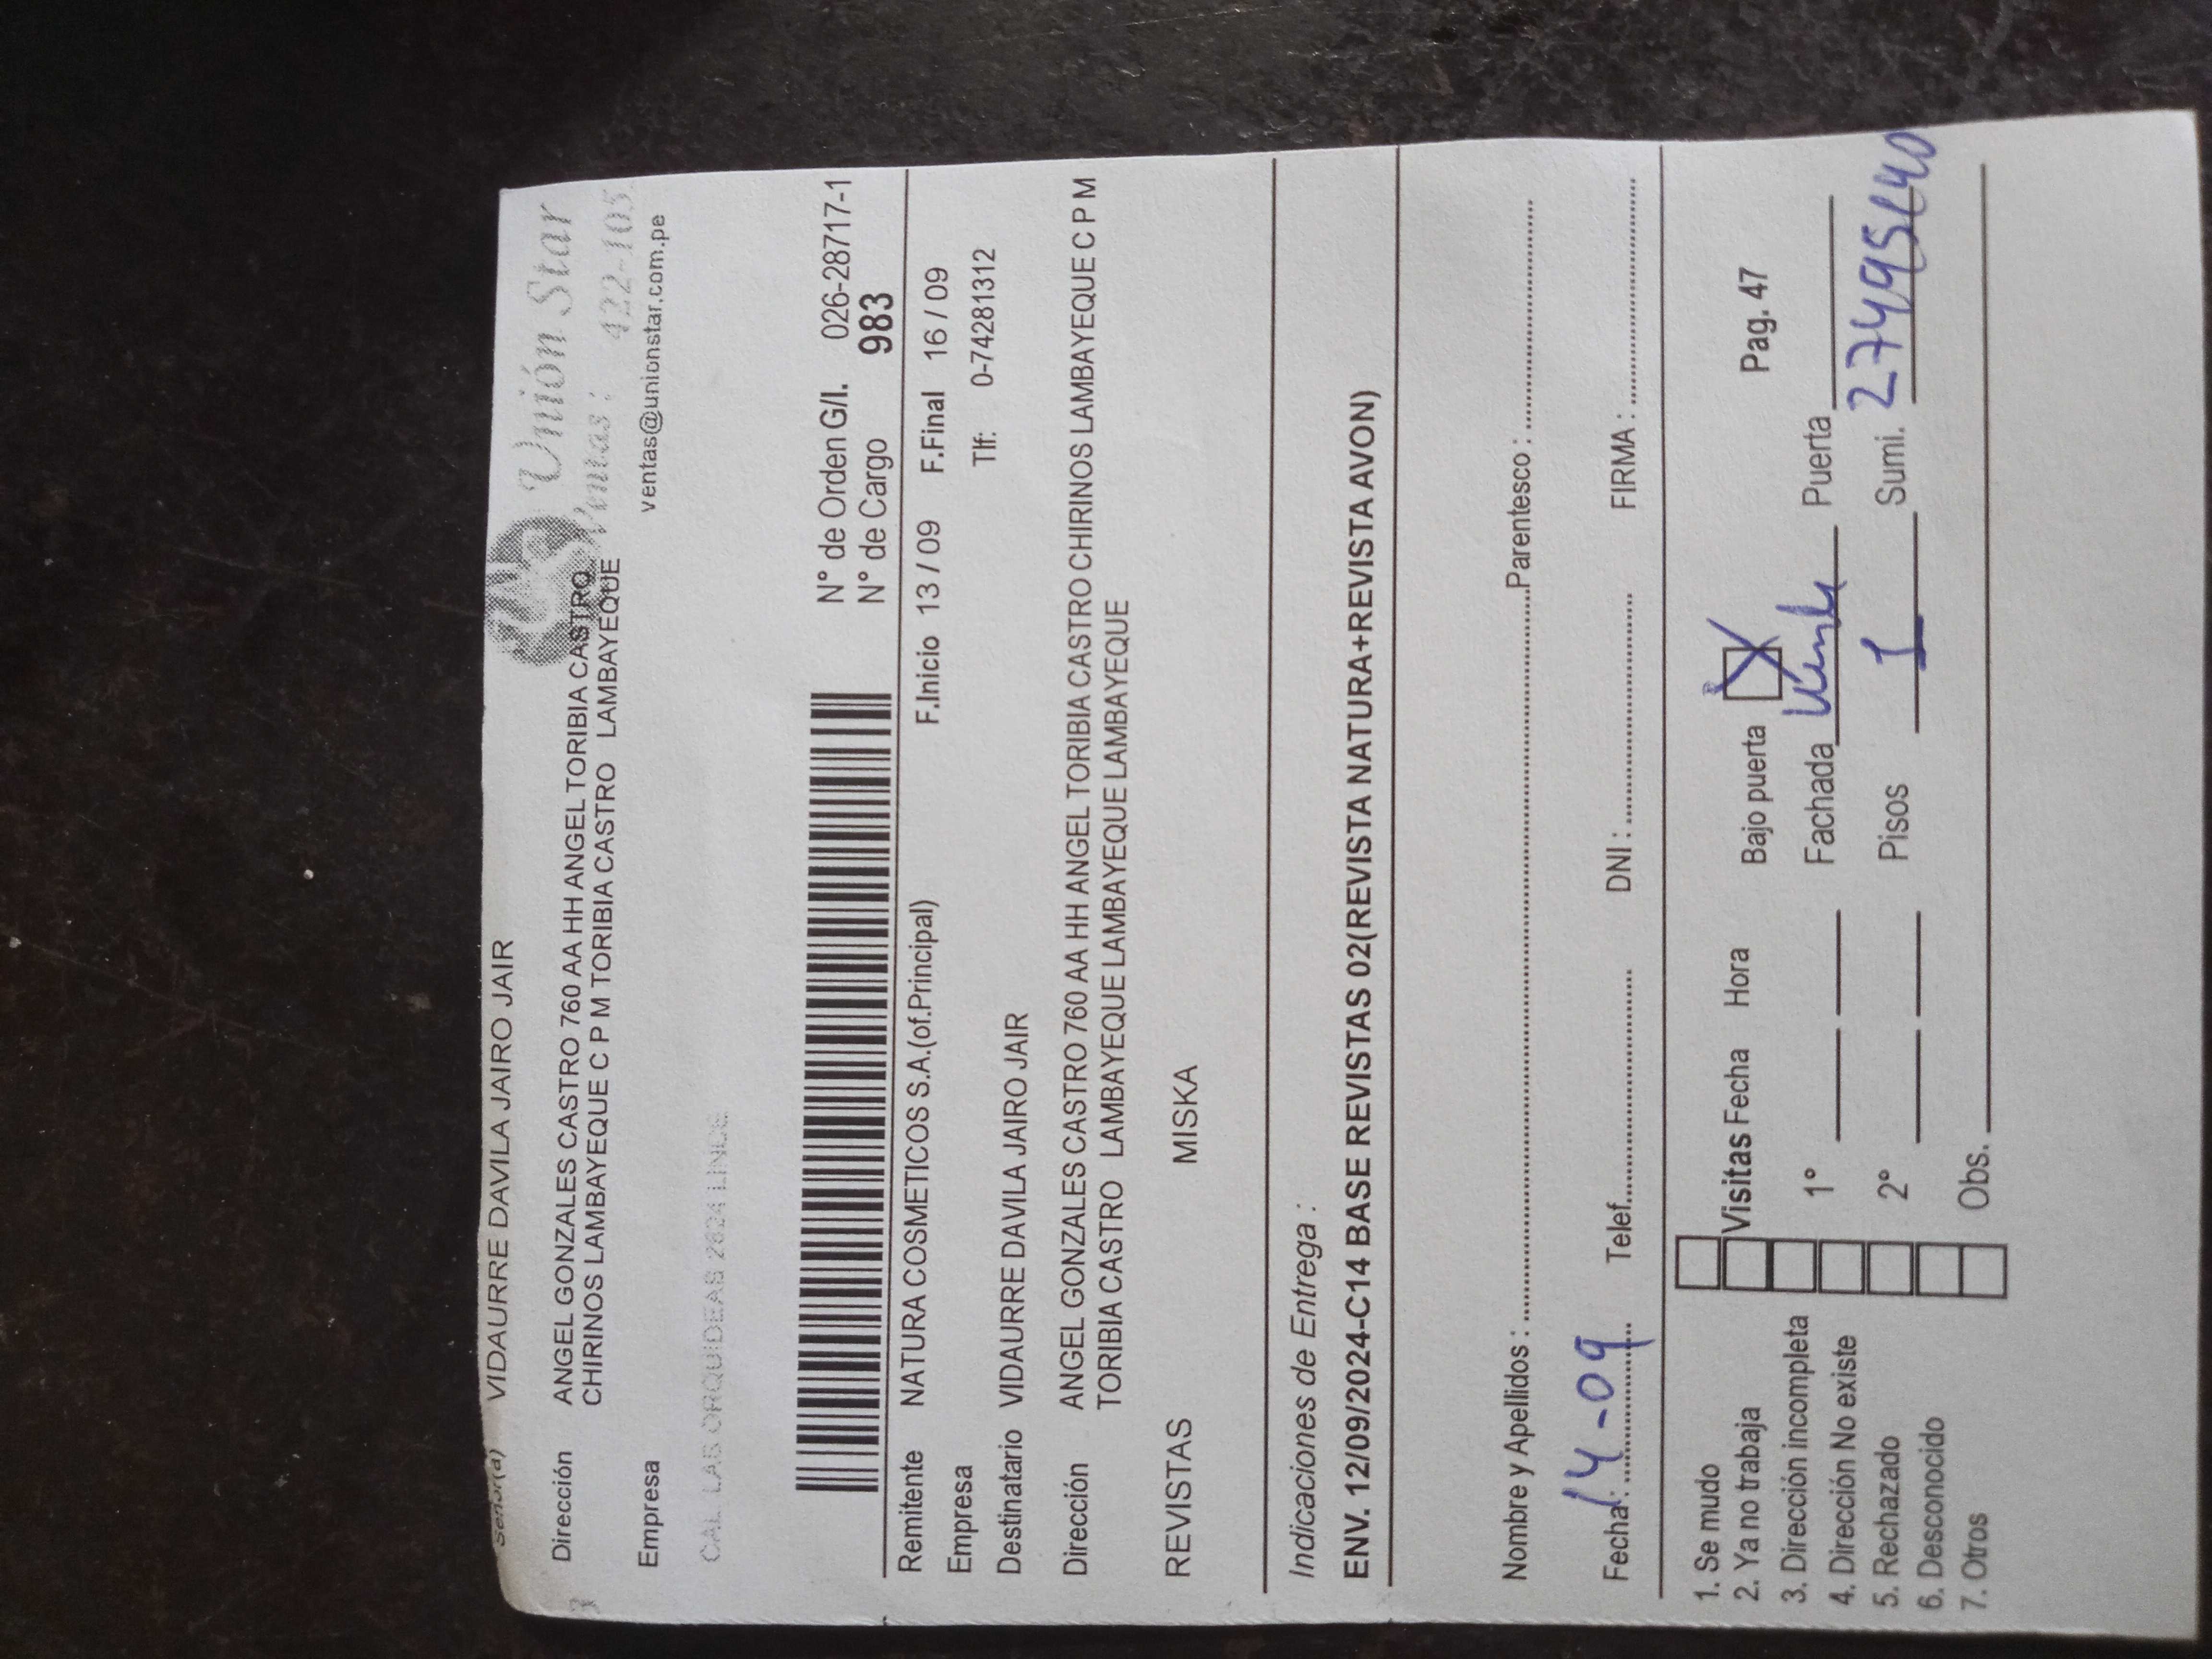 Señor(a) VIDAURRE DAVILA JAIRO JAIR
Unión Star
Ventas: 422-105
ventas@unionstar.com.pe
Dirección ANGEL GONZALES CASTRO 760 AA HH ANGEL TORIBIA CASTRO
CHIRINOS LAMBAYEQUE C P M TORIBIA CASTRO LAMBAYEQUE
Empresa
CAL. LAS ORQUIDEAS 2624 LINCE
N° de Orden G/I. 026-28717-1
N° de Cargo 983
Remitente NATURA COSMETICOS S.A.(of.Principal) F.Inicio 13 / 09 F.Final 16 / 09
Empresa Tlf: 0-74281312
Destinatario VIDAURRE DAVILA JAIRO JAIR
Dirección ANGEL GONZALES CASTRO 760 AA HH ANGEL TORIBIA CASTRO CHIRINOS LAMBAYEQUE C P M
TORIBIA CASTRO LAMBAYEQUE LAMBAYEQUE LAMBAYEQUE
REVISTAS MISKA
Indicaciones de Entrega :
ENV. 12/09/2024-C14 BASE REVISTAS 02(REVISTA NATURA+REVISTA AVON)
Nombre y Apellidos : Parentesco :
Fecha : 14-09 Telef. DNI : FIRMA :
1. Se mudo
2. Ya no trabaja
3. Dirección incompleta
4. Dirección No existe
5. Rechazado
6. Desconocido
7. Otros
Visitas Fecha Hora Bajo puerta X Pag. 47
1° Fachada Puerta
2° Pisos 1 Sumi.
Obs.